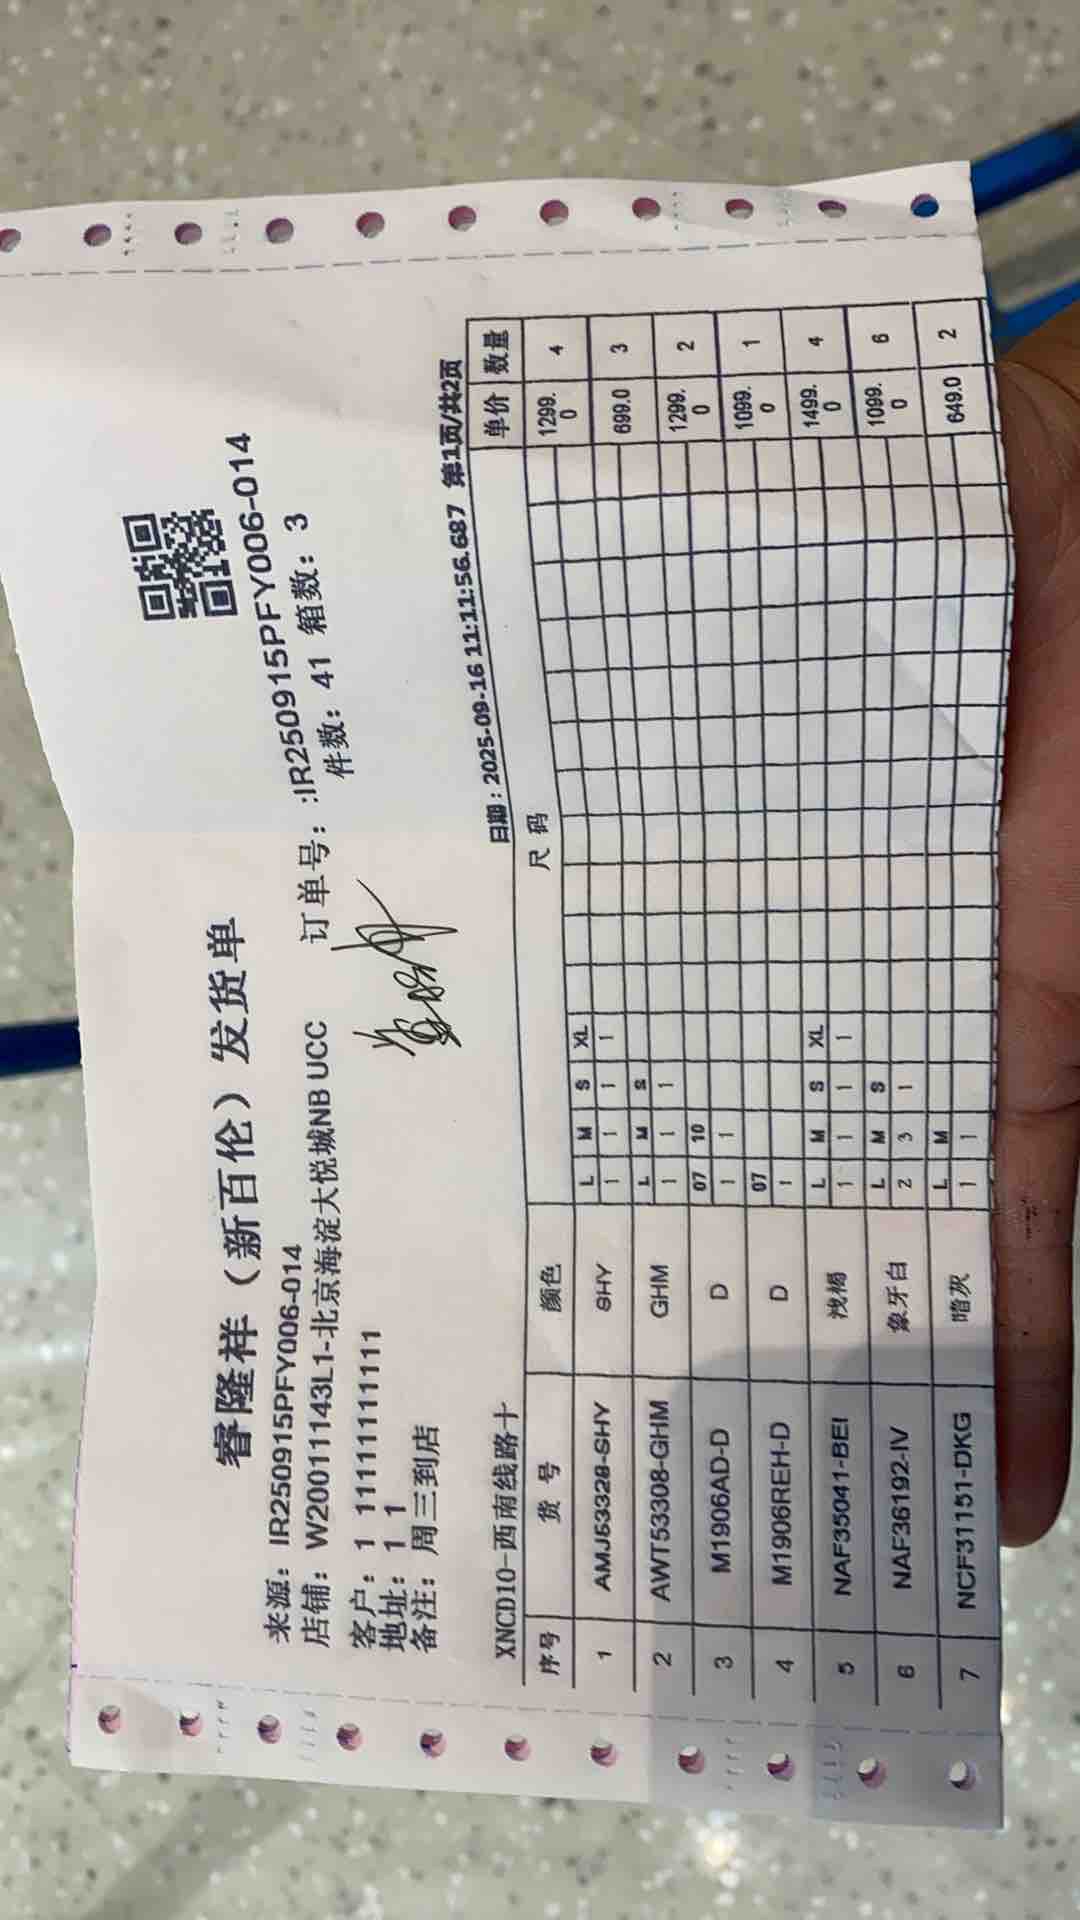 睿隆祥（新百伦）发货单
来源：IR250915PFY006-014
订单号：:IR250915PFY006-014
店铺：W20011143L1-北京海淀大悦城NB UCC
件数：41 箱数：3
客户：1 11111111111
地址：1 1
备注：周三到店
XNCD10-西南线路十 日期：2025-09-16 11:11:56.687 第1页/共2页
序号 货号 颜色 尺码 单价 数量
L M S XL
1 AMJ53328-SHY SHY 1 1 1 1 1299.0 4
L M S
2 AWT53308-GHM GHM 1 1 1 699.0 3
07 10
3 M1906AD-D D 1 1 1299.0 2
07
4 M1906REH-D D 1 1099.0 1
L M S XL
5 NAF35041-BEI 浅褐 1 1 1 1 1499.0 4
L M S
6 NAF36192-IV 象牙白 2 3 1 1099.0 6
L M
7 NCF31151-DKG 暗灰 1 1 649.0 2